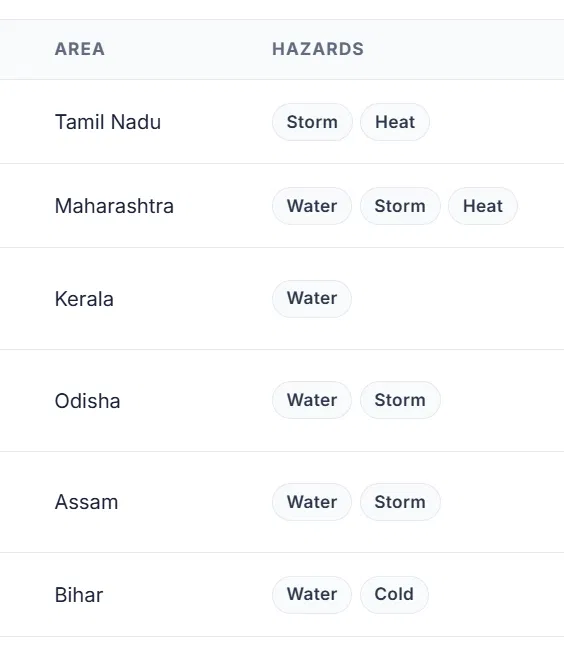 AREA HAZARDS
Tamil Nadu Storm Heat
Maharashtra Water Storm Heat
Kerala Water
Odisha Water Storm
Assam Water Storm
Bihar Water Cold